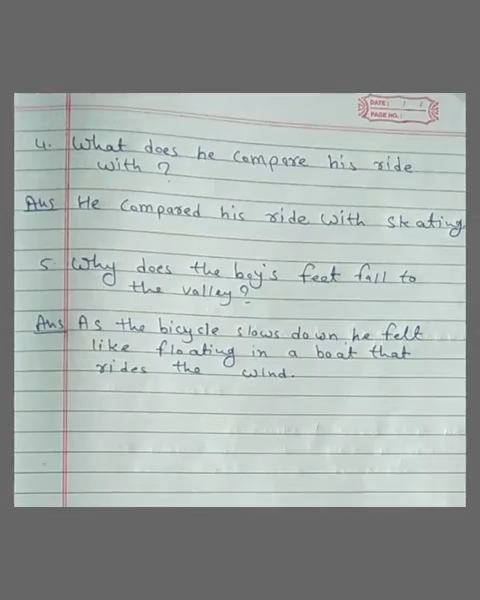 DATE: / /
PAGE NO.:
4. What does he compare his ride
with ?
Ans He compared his ride with skating.
5 Why does the boy's feet fall to
the valley?
Ans As the bicycle slows down he felt
like floating in a boat that
rides the wind.